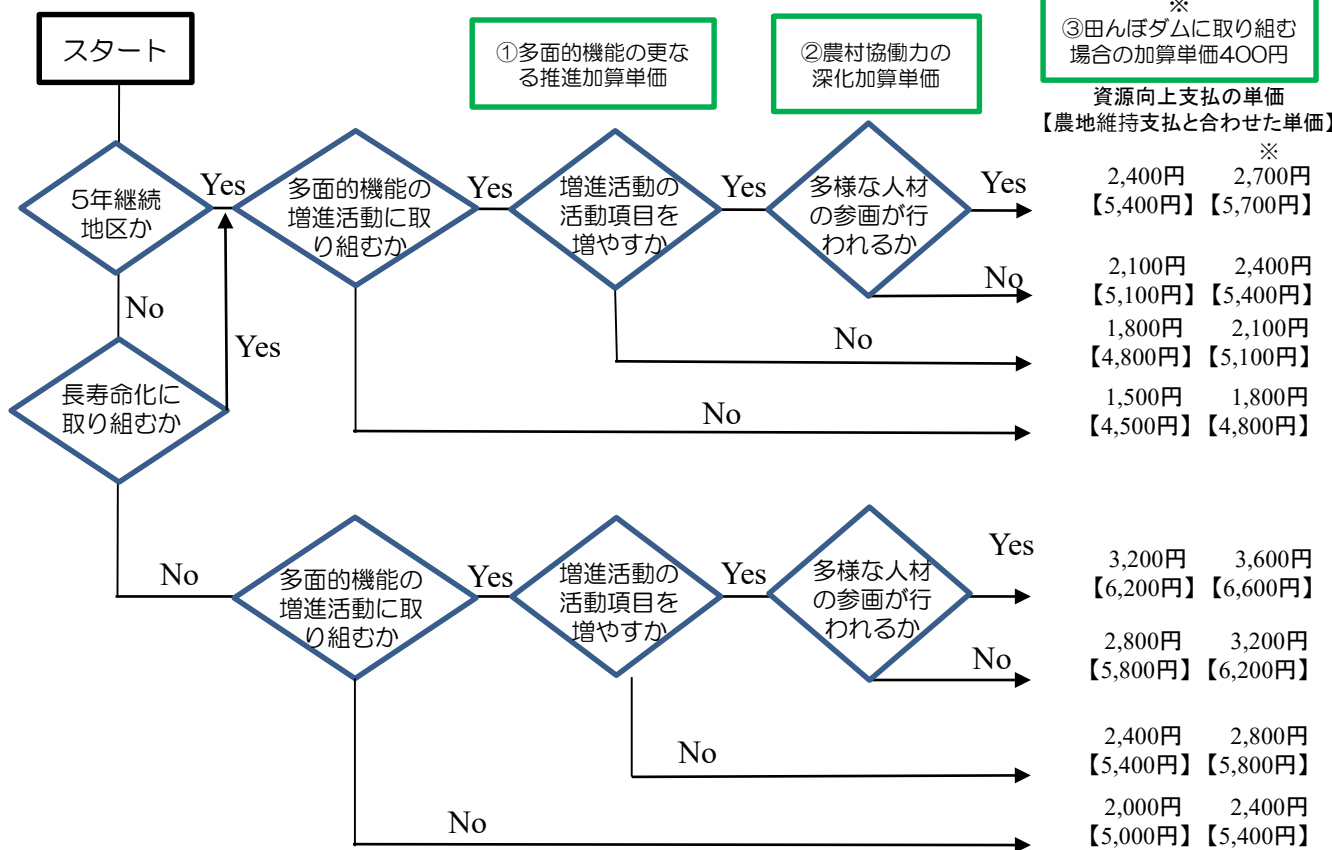 スタート
①多面的機能の更な
る推進加算単価
②農村協働力の
深化加算単価
※
③田んぼダムに取り組む
場合の加算単価400円
資源向上支払の単価
【農地維持支払と合わせた単価】
※
5年継続
地区か
Yes
多面的機能の
増進活動に取
り組むか
Yes
増進活動の
活動項目を
増やすか
Yes
多様な人材
の参画が行
われるか
Yes
2,400円 2,700円
【5,400円】【5,700円】
No
2,100円 2,400円
【5,100円】【5,400円】
No
1,800円 2,100円
【4,800円】【5,100円】
No
1,500円 1,800円
【4,500円】【4,800円】
No
Yes
長寿命化に
取り組むか
No
多面的機能の
増進活動に取
り組むか
Yes
増進活動の
活動項目を
増やすか
Yes
多様な人材
の参画が行
われるか
Yes
3,200円 3,600円
【6,200円】【6,600円】
No
2,800円 3,200円
【5,800円】【6,200円】
No
2,400円 2,800円
【5,400円】【5,800円】
No
2,000円 2,400円
【5,000円】【5,400円】